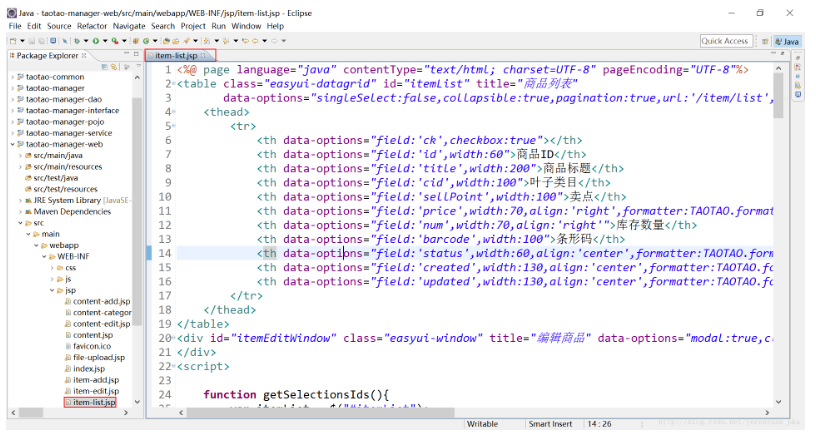 Java - taotao-manager-web/src/main/webapp/WEB-INF/jsp/item-list.jsp - Eclipse
File Edit Source Refactor Navigate Search Project Run Window Help
Quick Access
Java
Package Explorer
taotao-common
taotao-manager
taotao-manager-dao
taotao-manager-interface
taotao-manager-pojo
taotao-manager-service
taotao-manager-web
src/main/java
src/main/resources
src/test/java
src/test/resources
JRE System Library [JavaSE-
Maven Dependencies
src
main
webapp
WEB-INF
css
js
jsp
content-add.jsp
content-categor
content-edit.jsp
content.jsp
favicon.ico
file-upload.jsp
index.jsp
item-add.jsp
item-edit.jsp
item-list.jsp
item-list.jsp
1 <%@ page language="java" contentType="text/html; charset=UTF-8" pageEncoding="UTF-8"%>
2 <table class="easyui-datagrid" id="itemList" title="商品列表"
3 data-options="singleSelect:false,collapsible:true,pagination:true,url:'/item/list',
4 <thead>
5 <tr>
6 <th data-options="field:'ck',checkbox:true"></th>
7 <th data-options="field:'id',width:60">商品ID</th>
8 <th data-options="field:'title',width:200">商品标题</th>
9 <th data-options="field:'cid',width:100">叶子类目</th>
10 <th data-options="field:'sellPoint',width:100">卖点</th>
11 <th data-options="field:'price',width:70,align:'right',formatter:TAOTAO.format
12 <th data-options="field:'num',width:70,align:'right'">库存数量</th>
13 <th data-options="field:'barcode',width:100">条形码</th>
14 <th data-options="field:'status',width:60,align:'center',formatter:TAOTAO.form
15 <th data-options="field:'created',width:130,align:'center',formatter:TAOTAO.fo
16 <th data-options="field:'updated',width:130,align:'center',formatter:TAOTAO.fo
17 </tr>
18 </thead>
19 </table>
20 <div id="itemEditWindow" class="easyui-window" title="编辑商品" data-options="modal:true,c
21 </div>
22 <script>
23
24 function getSelectionsIds(){
Writable Smart Insert 14 : 26